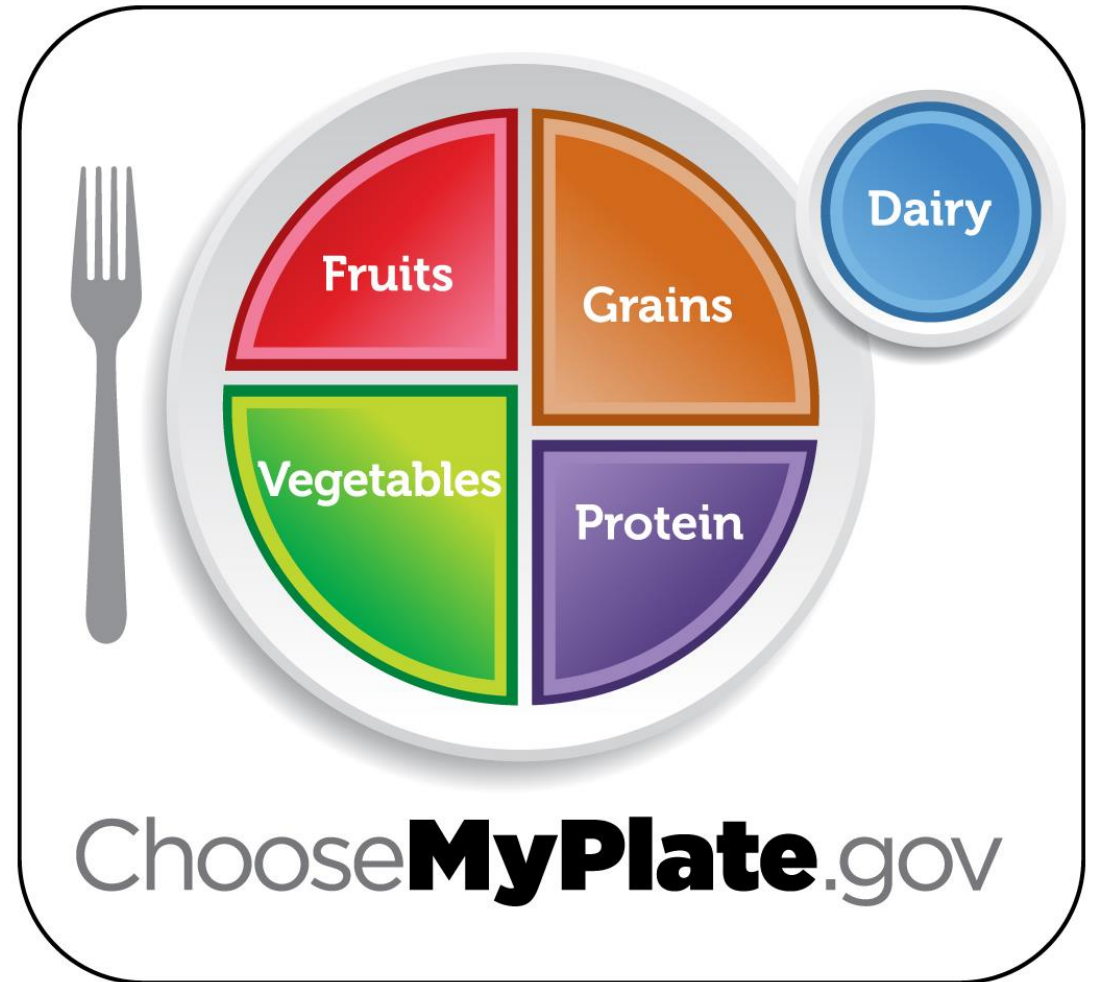 Fruits
Grains
Dairy
Vegetables
Protein
ChooseMyPlate.gov